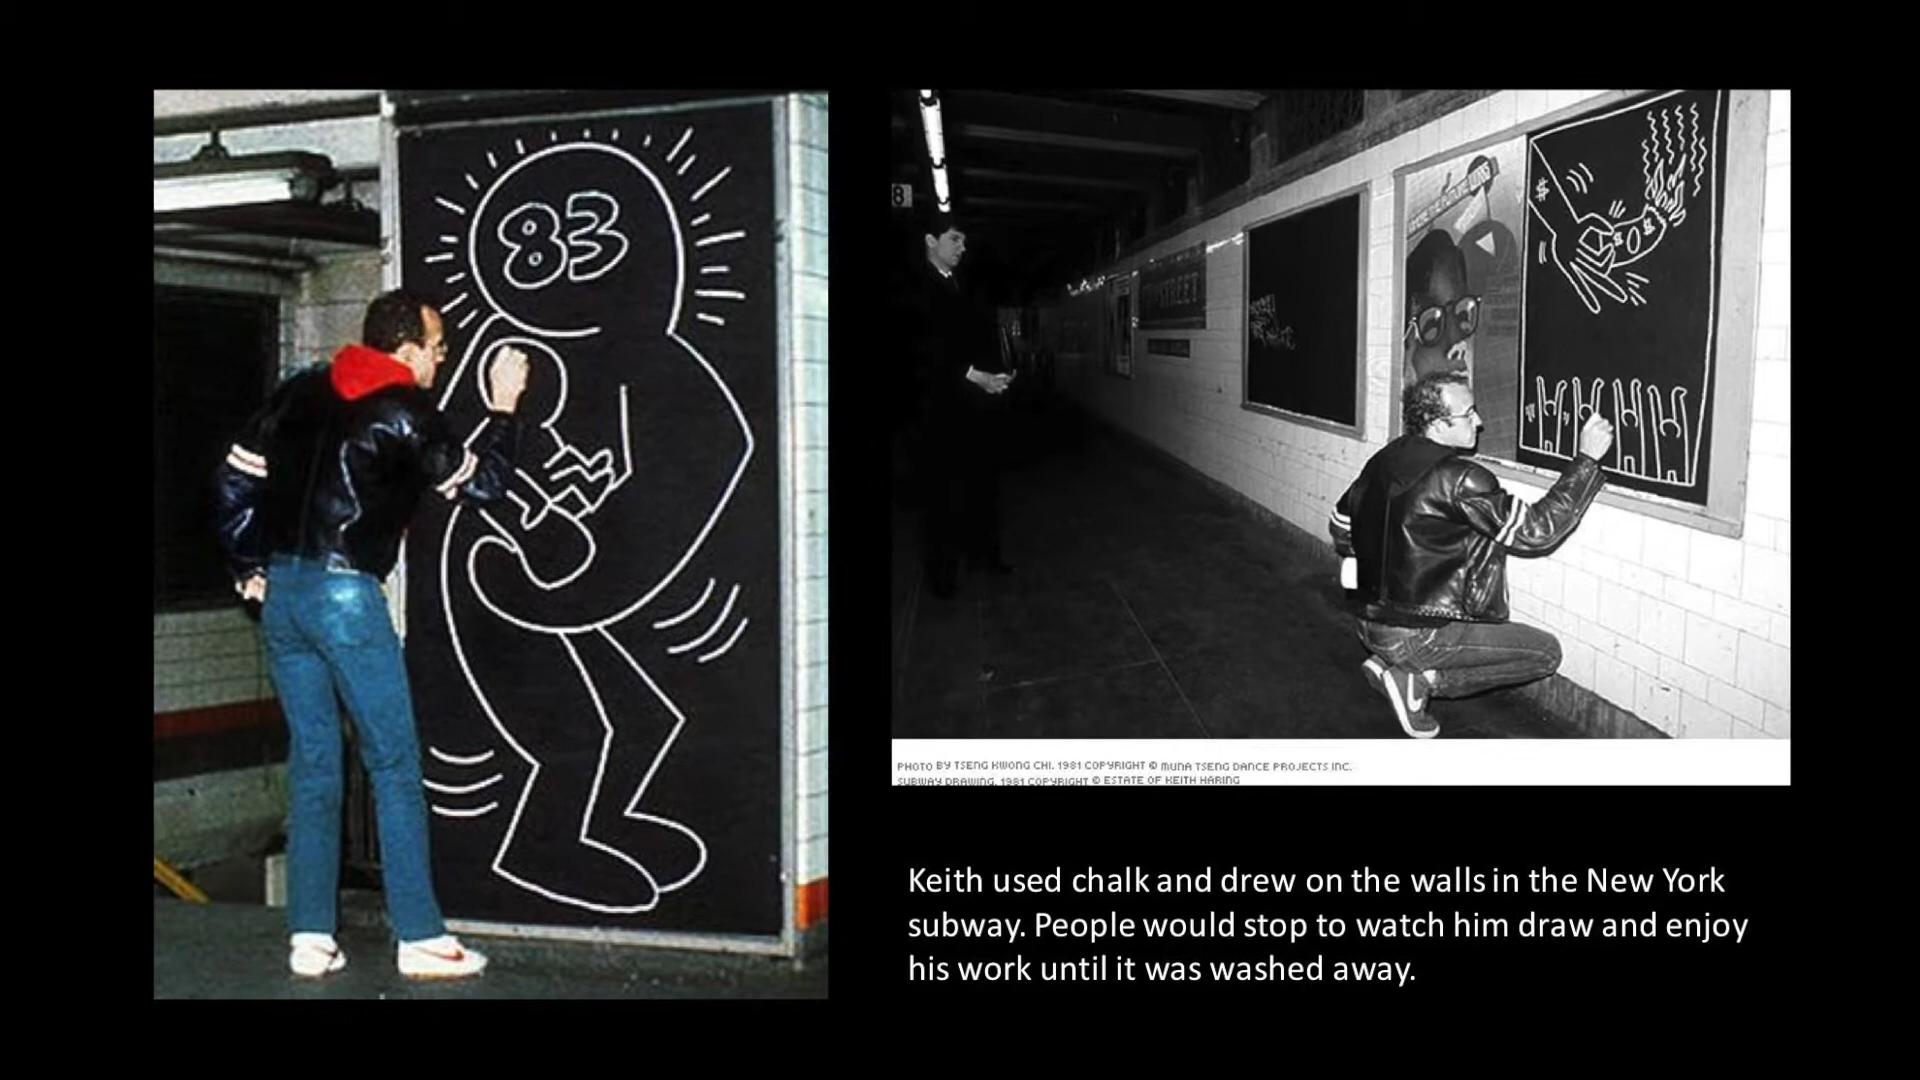 83
8
STREET
$
PHOTO BY TSENG KWONG CHI, 1981 COPYRIGHT © MUNA TSENG DANCE PROJECTS INC.
SUBWAY DRAWING, 1981 COPYRIGHT © ESTATE OF KEITH HARING
Keith used chalk and drew on the walls in the New York
subway. People would stop to watch him draw and enjoy
his work until it was washed away.